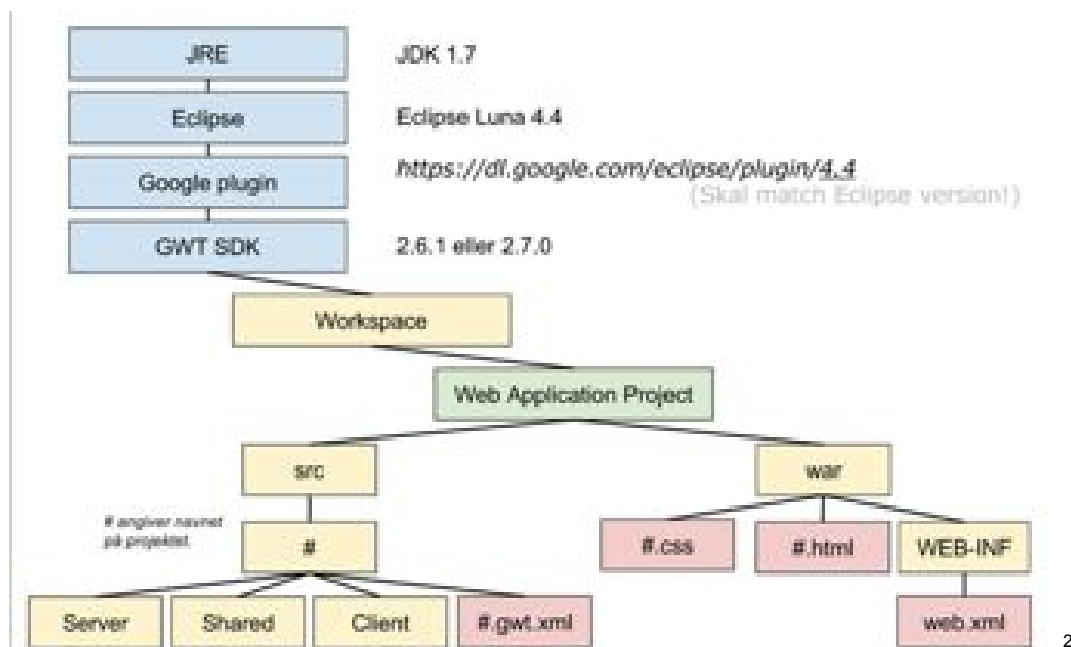 JRE
JDK 1.7
Eclipse
Eclipse Luna 4.4
Google plugin
https://dl.google.com/eclipse/plugin/4.4
(Skal match Eclipse version!)
GWT SDK
2.6.1 eller 2.7.0
Workspace
Web Application Project
src
war
# angiver navnet
på projektet.
#
#.css
#.html
WEB-INF
Server
Shared
Client
#.gwt.xml
web.xml
2